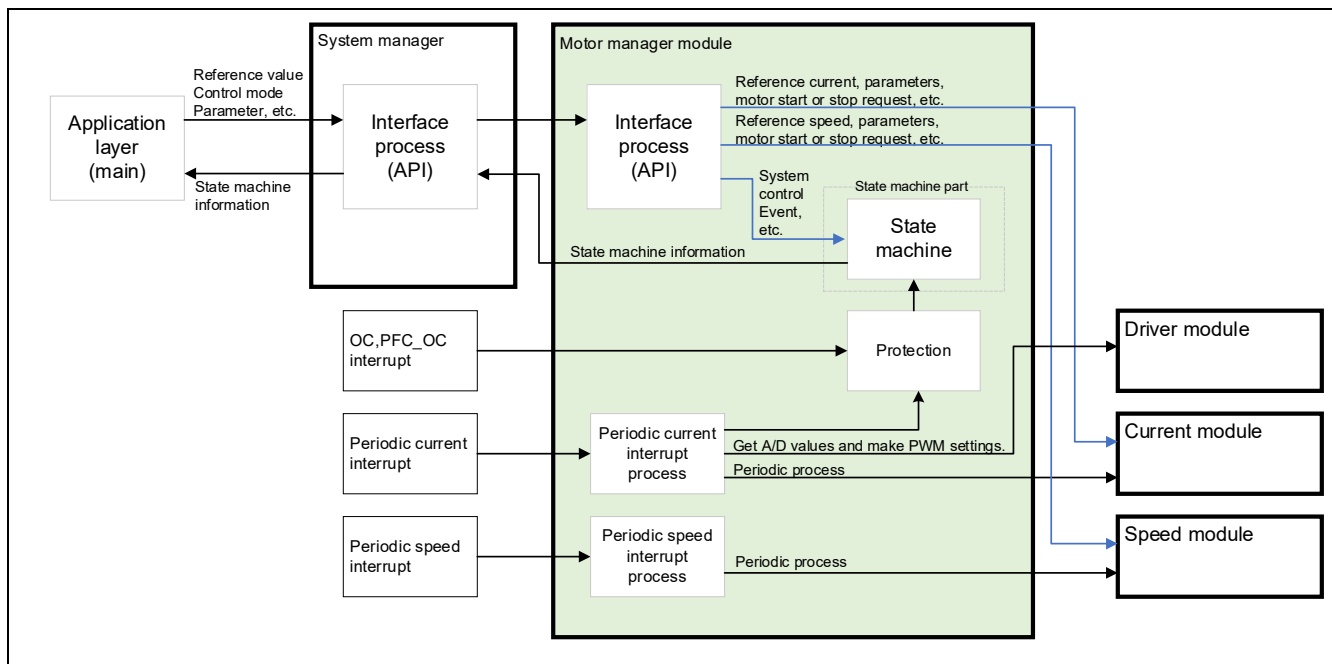 System manager
Motor manager module
Reference value
Control mode
Parameter, etc.
Application
layer
(main)
State machine
information
Interface
process
(API)
Interface
process
(API)
Reference current, parameters,
motor start or stop request, etc.
Reference speed, parameters,
motor start or stop request, etc.
System
control
Event,
etc.
State machine part
State
machine
State machine information
OC,PFC_OC
interrupt
Protection
Driver module
Periodic current
interrupt
Periodic current
interrupt
process
Get A/D values and make PWM settings.
Periodic process
Current module
Periodic speed
interrupt
Periodic speed
interrupt
process
Periodic process
Speed module